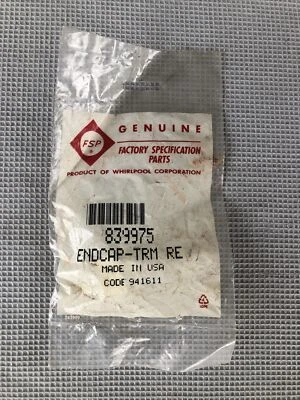 FSP
GENUINE
FACTORY SPECIFICATION
PARTS
PRODUCT OF WHIRLPOOL CORPORATION
839975
ENDCAP-TRM RE
MADE IN USA
CODE 941611